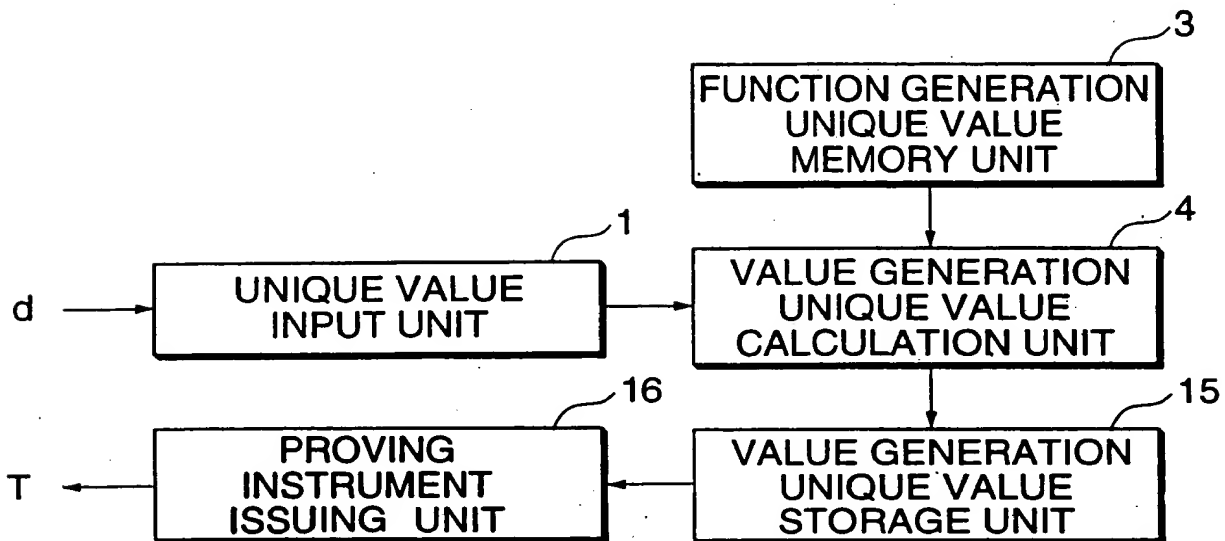 3
FUNCTION GENERATION
UNIQUE VALUE
MEMORY UNIT
1
4
d
UNIQUE VALUE
INPUT UNIT
VALUE GENERATION
UNIQUE VALUE
CALCULATION UNIT
16
15
T
PROVING
INSTRUMENT
ISSUING UNIT
VALUE GENERATION
UNIQUE VALUE
STORAGE UNIT